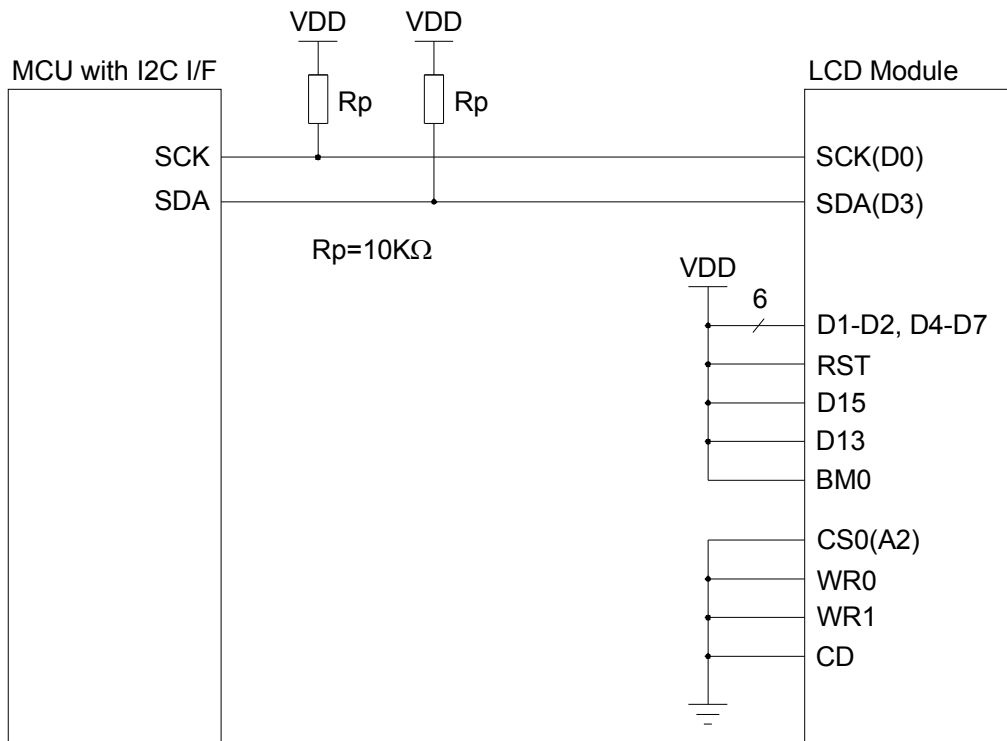 VDD
VDD
MCU with I2C I/F
LCD Module
Rp
Rp
SCK
SCK(D0)
SDA
SDA(D3)
Rp=10KΩ
VDD
6
D1-D2, D4-D7
RST
D15
D13
BM0
CS0(A2)
WR0
WR1
CD